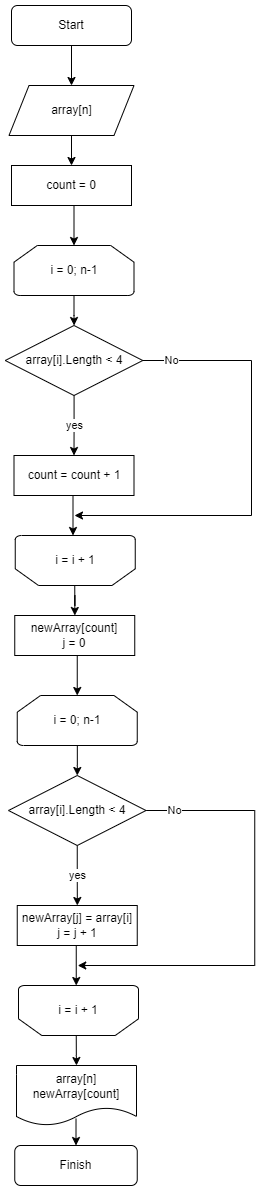 Start
array[n]
count = 0
i = 0; n-1
array[i].Length < 4
No
yes
count = count + 1
i = i + 1
newArray[count]
j = 0
i = 0; n-1
array[i].Length < 4
No
yes
newArray[j] = array[i]
j = j + 1
i = i + 1
array[n]
newArray[count]
Finish